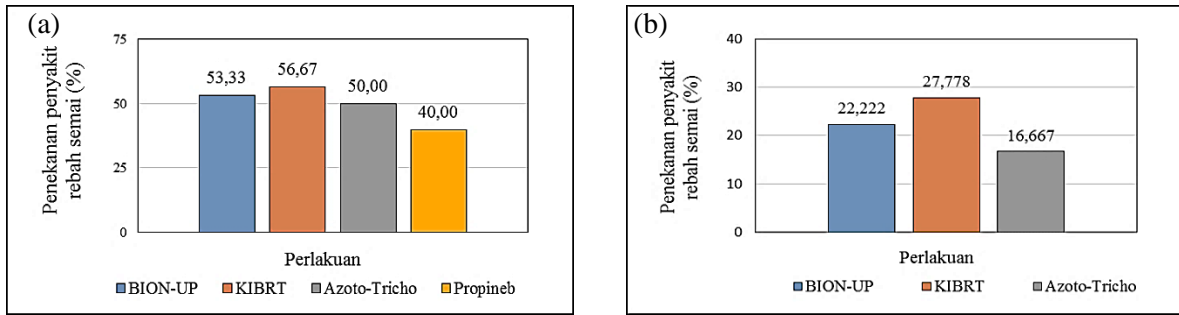 (a)
Penekanan penyakit
rebah semai (%)
75
50
25
0
53,33
56,67
50,00
40,00
Perlakuan
BION-UP KIBRT Azoto-Tricho Propineb
(b)
Penekanan penyakit
rebah semai (%)
40
30
20
10
0
22,222
27,778
16,667
Perlakuan
BION-UP KIBRT Azoto-Tricho